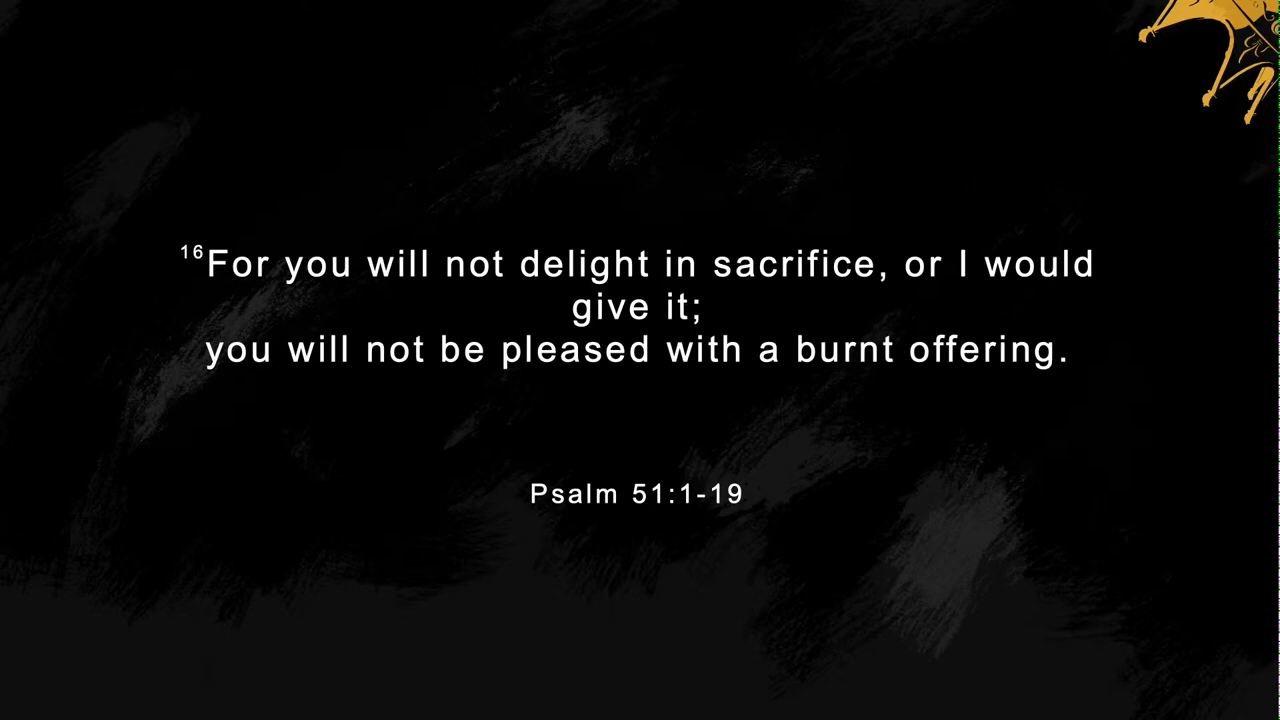 ¹⁶For you will not delight in sacrifice, or I would
give it;
you will not be pleased with a burnt offering.
Psalm 51:1-19